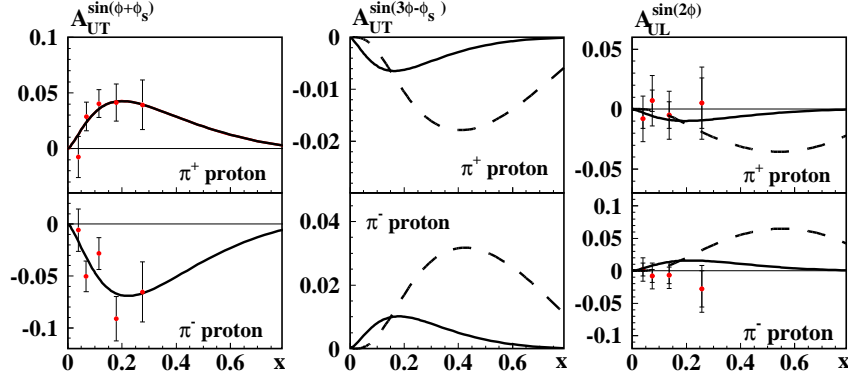 A_UT^sin(ϕ+ϕ_s)
0.1
0.05
0
π⁺ proton
0
-0.05
-0.1
π⁻ proton
0 0.2 0.4 0.6 x
A_UT^sin(3ϕ-ϕ_s)
0
-0.01
-0.02
π⁺ proton
0.04
π⁻ proton
0.02
0
0 0.2 0.4 0.6 x
A_UL^sin(2ϕ)
0.05
0
-0.05
π⁺ proton
0.1
0.05
0
-0.05
-0.1
π⁻ proton
0 0.2 0.4 0.6 x